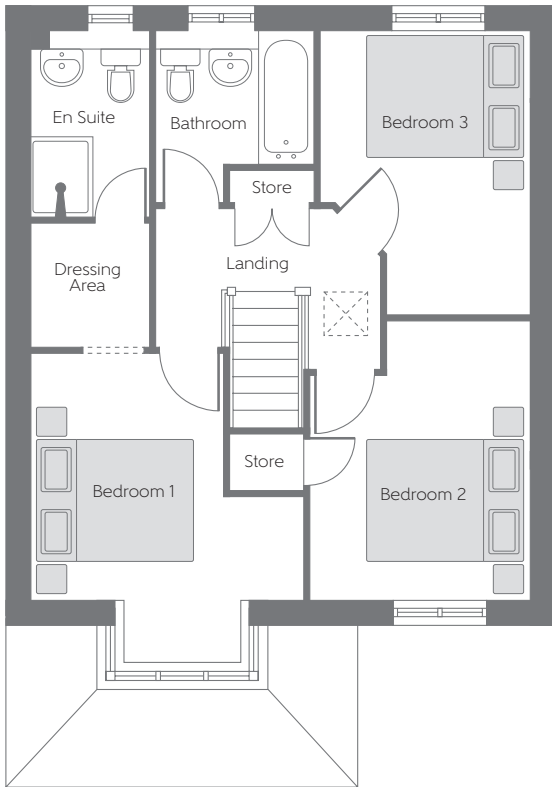 En Suite
Bathroom
Bedroom 3
Store
Landing
Dressing
Area
Store
Bedroom 1
Bedroom 2